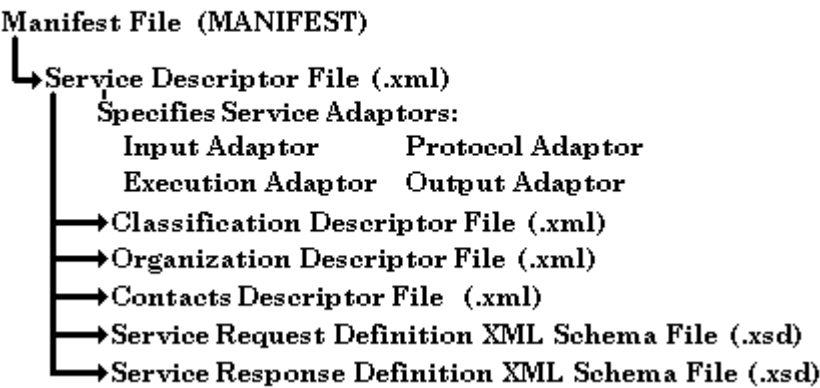 Manifest File (MANIFEST)
Service Descriptor File (.xml)
Specifies Service Adaptors:
Input Adaptor Protocol Adaptor
Execution Adaptor Output Adaptor
Classification Descriptor File (.xml)
Organization Descriptor File (.xml)
Contacts Descriptor File (.xml)
Service Request Definition XML Schema File (.xsd)
Service Response Definition XML Schema File (.xsd)